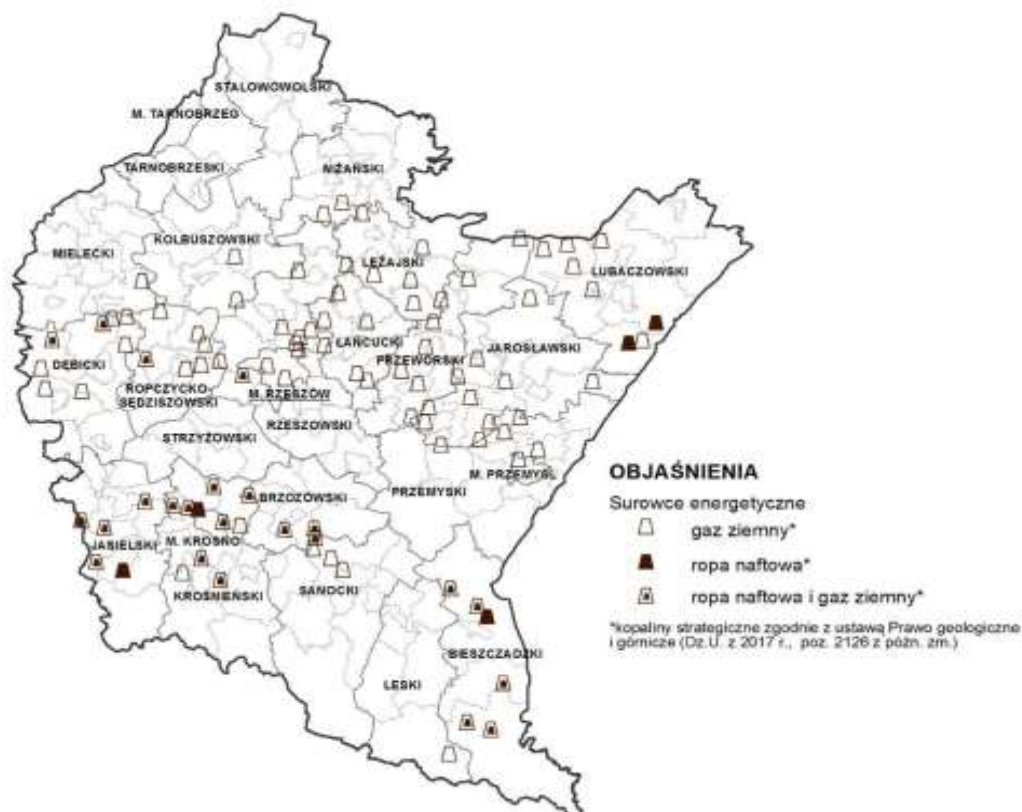 STALOWOWOLSKI
M. TARNOBRZEG
TARNOBRZESKI
NIŻAŃSKI
KOLBUSZOWSKI
MIELECKI
LEŻAJSKI
LUBACZOWSKI
ŁAŃCUCKI
PRZEWORSKI
JAROSŁAWSKI
DĘBICKI
ROPCZYCKO-
SĘDZISZOWSKI
M. RZESZÓW
RZESZOWSKI
STRZYŻOWSKI
M. PRZEMYŚL
PRZEMYSKI
BRZOZOWSKI
JASIELSKI
M. KROSNO
KROŚNIEŃSKI
SANOCKI
BIESZCZADZKI
LESKI
OBJAŚNIENIA
Surowce energetyczne
gaz ziemny*
ropa naftowa*
ropa naftowa i gaz ziemny*
*kopaliny strategiczne zgodnie z ustawą Prawo geologiczne
i górnicze (Dz.U. z 2017 r., poz. 2126 z późn. zm.)